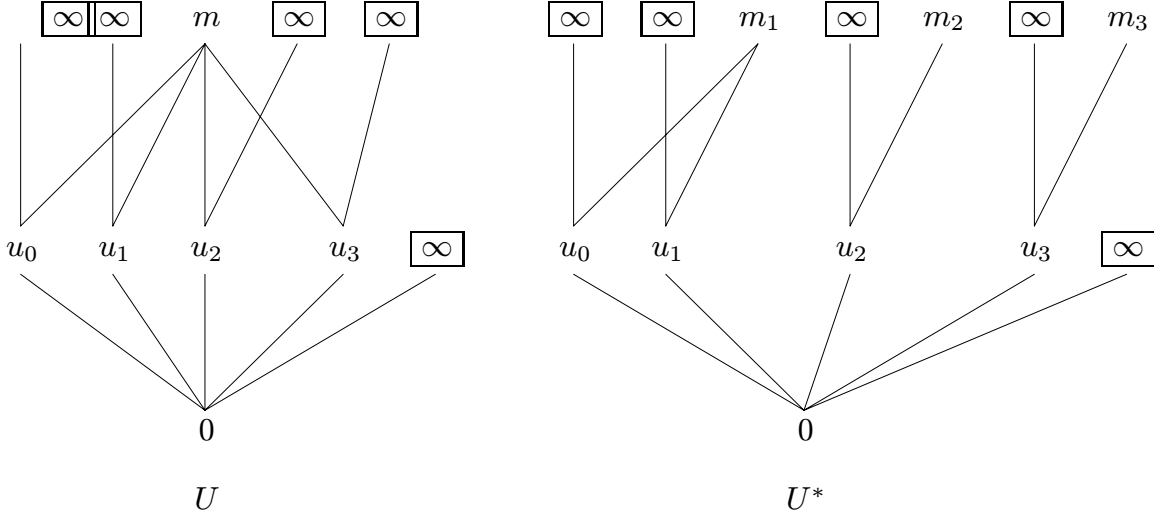 ∞ ∞ m ∞ ∞ ∞ ∞ m₁ ∞ m₂ ∞ m₃
u₀ u₁ u₂ u₃ ∞ u₀ u₁ u₂ u₃ ∞
0 0
U U*